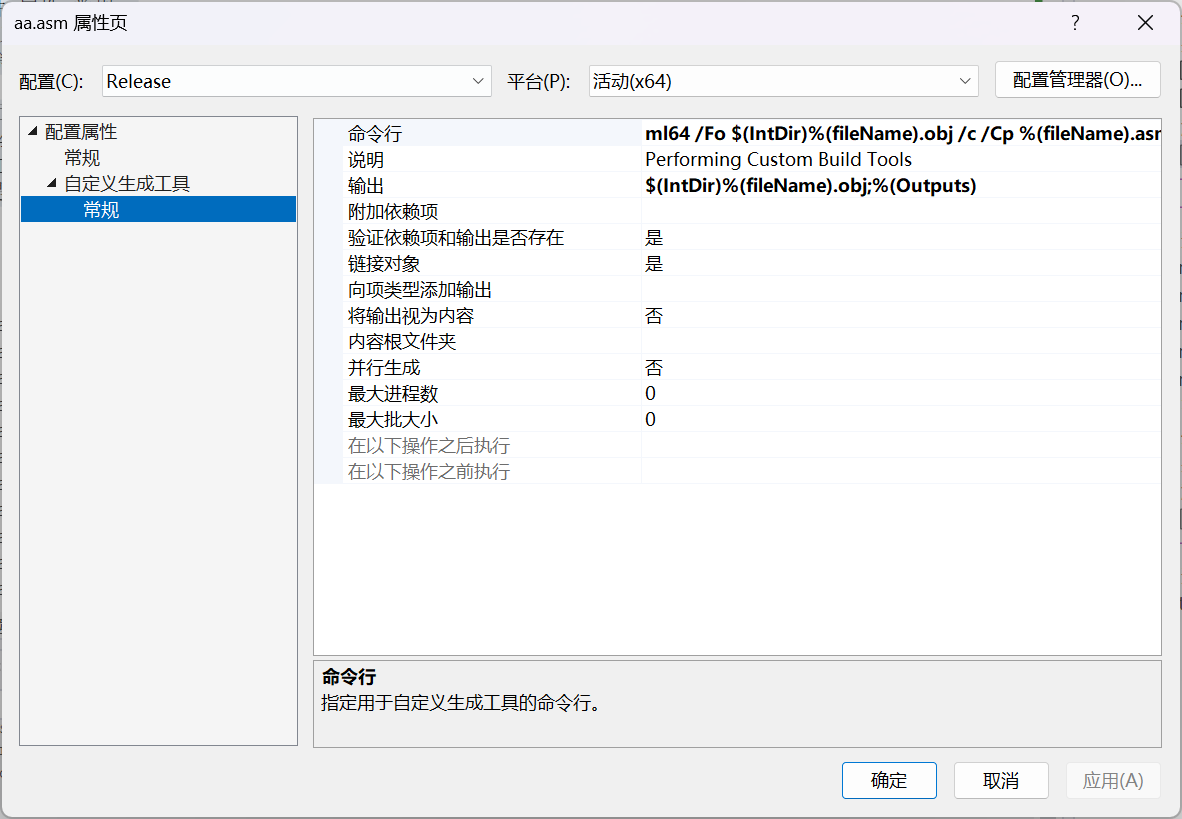 aa.asm 属性页
?
配置(C): Release 平台(P): 活动(x64) 配置管理器(O)...
配置属性
常规
自定义生成工具
常规
命令行 ml64 /Fo $(IntDir)%(fileName).obj /c /Cp %(fileName).asm
说明 Performing Custom Build Tools
输出 $(IntDir)%(fileName).obj;%(Outputs)
附加依赖项
验证依赖项和输出是否存在 是
链接对象 是
向项类型添加输出
将输出视为内容 否
内容根文件夹
并行生成 否
最大进程数 0
最大批大小 0
在以下操作之后执行
在以下操作之前执行
命令行
指定用于自定义生成工具的命令行。
确定 取消 应用(A)